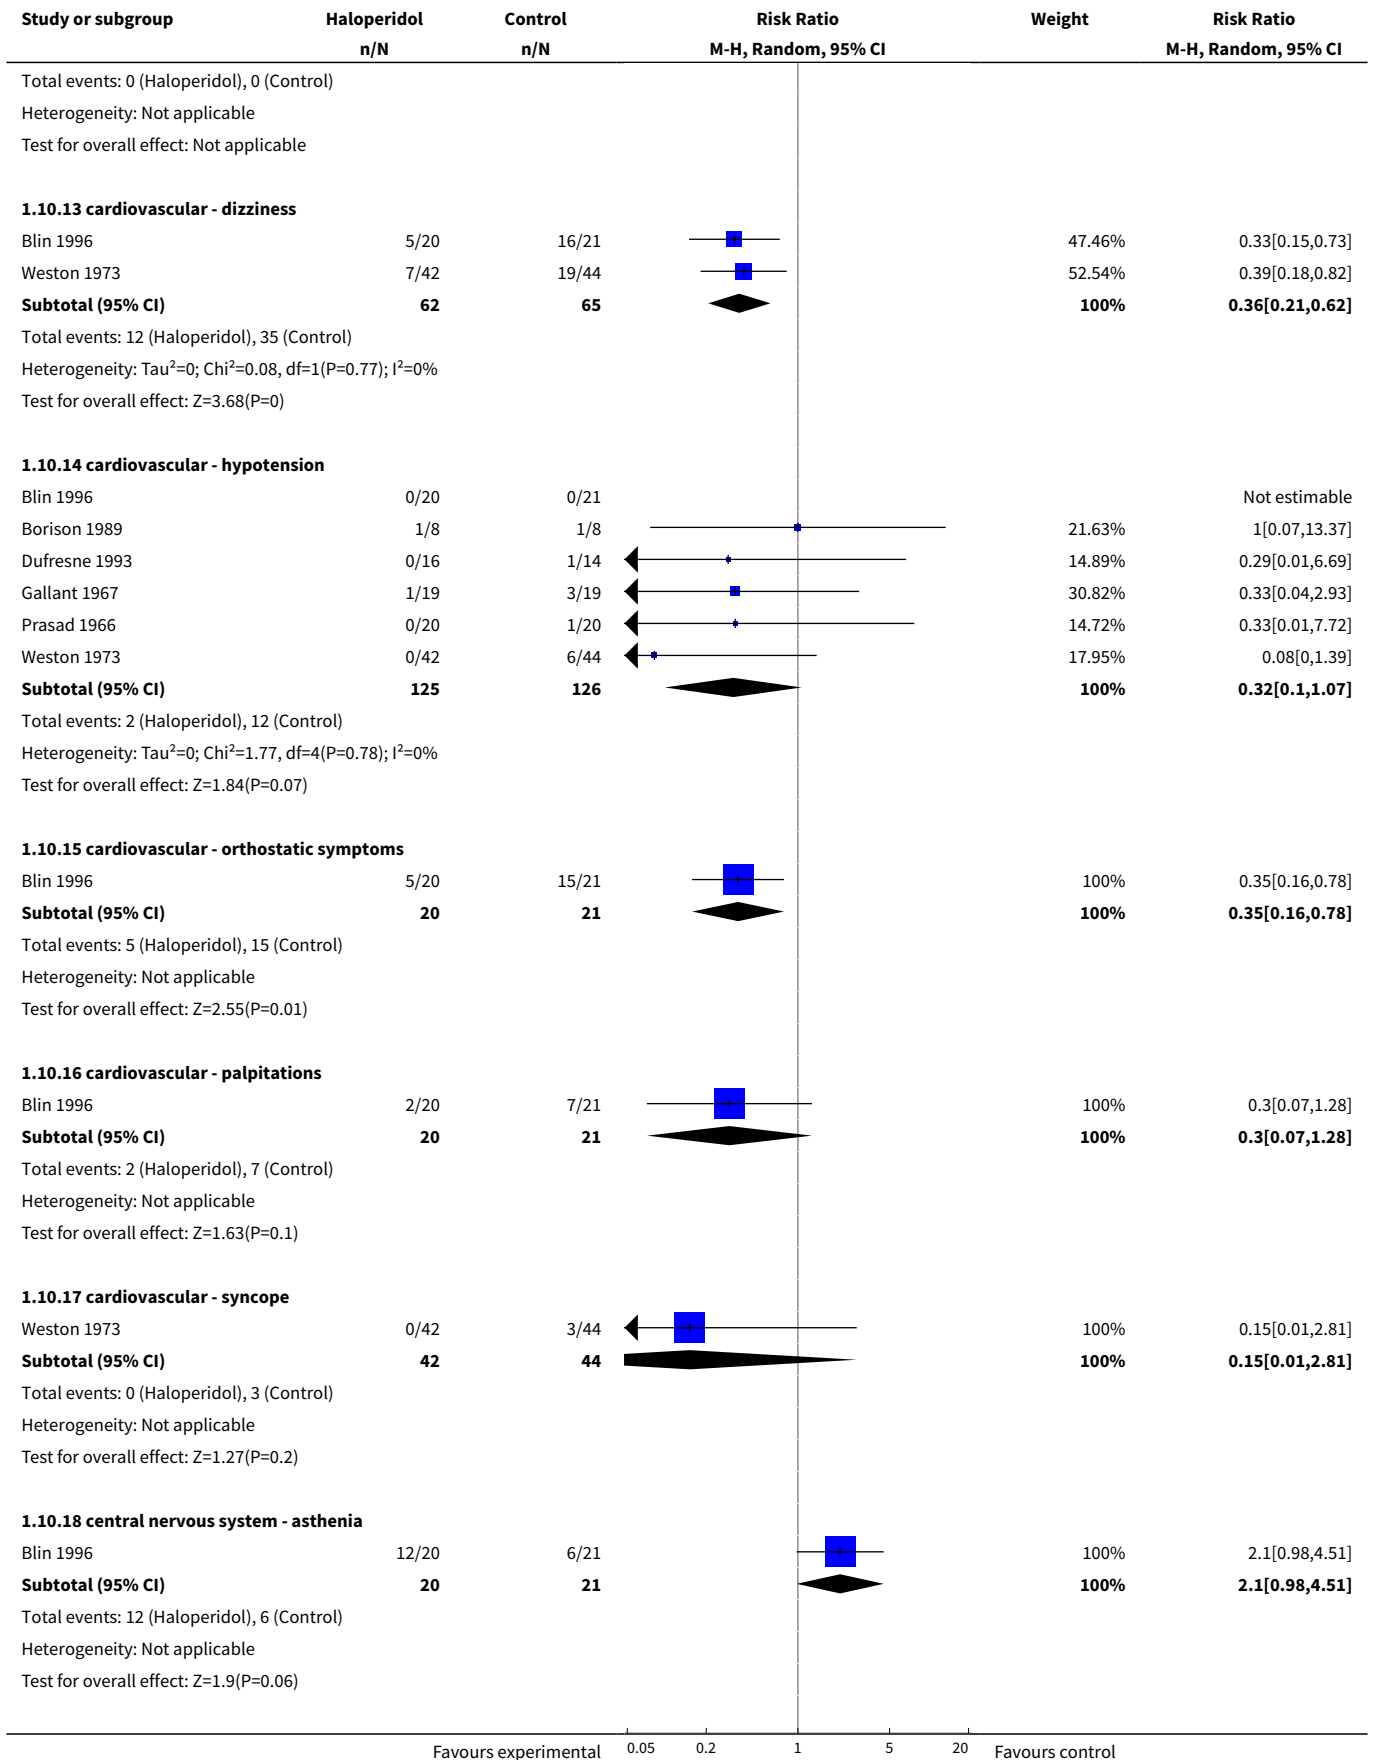 Study or subgroup Haloperidol Control Risk Ratio Weight Risk Ratio
n/N n/N M-H, Random, 95% CI M-H, Random, 95% CI
Total events: 0 (Haloperidol), 0 (Control)
Heterogeneity: Not applicable
Test for overall effect: Not applicable
1.10.13 cardiovascular - dizziness
Blin 1996 5/20 16/21 47.46% 0.33[0.15,0.73]
Weston 1973 7/42 19/44 52.54% 0.39[0.18,0.82]
Subtotal (95% CI) 62 65 100% 0.36[0.21,0.62]
Total events: 12 (Haloperidol), 35 (Control)
Heterogeneity: Tau²=0; Chi²=0.08, df=1(P=0.77); I²=0%
Test for overall effect: Z=3.68(P=0)
1.10.14 cardiovascular - hypotension
Blin 1996 0/20 0/21 Not estimable
Borison 1989 1/8 1/8 21.63% 1[0.07,13.37]
Dufresne 1993 0/16 1/14 14.89% 0.29[0.01,6.69]
Gallant 1967 1/19 3/19 30.82% 0.33[0.04,2.93]
Prasad 1966 0/20 1/20 14.72% 0.33[0.01,7.72]
Weston 1973 0/42 6/44 17.95% 0.08[0,1.39]
Subtotal (95% CI) 125 126 100% 0.32[0.1,1.07]
Total events: 2 (Haloperidol), 12 (Control)
Heterogeneity: Tau²=0; Chi²=1.77, df=4(P=0.78); I²=0%
Test for overall effect: Z=1.84(P=0.07)
1.10.15 cardiovascular - orthostatic symptoms
Blin 1996 5/20 15/21 100% 0.35[0.16,0.78]
Subtotal (95% CI) 20 21 100% 0.35[0.16,0.78]
Total events: 5 (Haloperidol), 15 (Control)
Heterogeneity: Not applicable
Test for overall effect: Z=2.55(P=0.01)
1.10.16 cardiovascular - palpitations
Blin 1996 2/20 7/21 100% 0.3[0.07,1.28]
Subtotal (95% CI) 20 21 100% 0.3[0.07,1.28]
Total events: 2 (Haloperidol), 7 (Control)
Heterogeneity: Not applicable
Test for overall effect: Z=1.63(P=0.1)
1.10.17 cardiovascular - syncope
Weston 1973 0/42 3/44 100% 0.15[0.01,2.81]
Subtotal (95% CI) 42 44 100% 0.15[0.01,2.81]
Total events: 0 (Haloperidol), 3 (Control)
Heterogeneity: Not applicable
Test for overall effect: Z=1.27(P=0.2)
1.10.18 central nervous system - asthenia
Blin 1996 12/20 6/21 100% 2.1[0.98,4.51]
Subtotal (95% CI) 20 21 100% 2.1[0.98,4.51]
Total events: 12 (Haloperidol), 6 (Control)
Heterogeneity: Not applicable
Test for overall effect: Z=1.9(P=0.06)
Favours experimental 0.05 0.2 1 5 20 Favours control